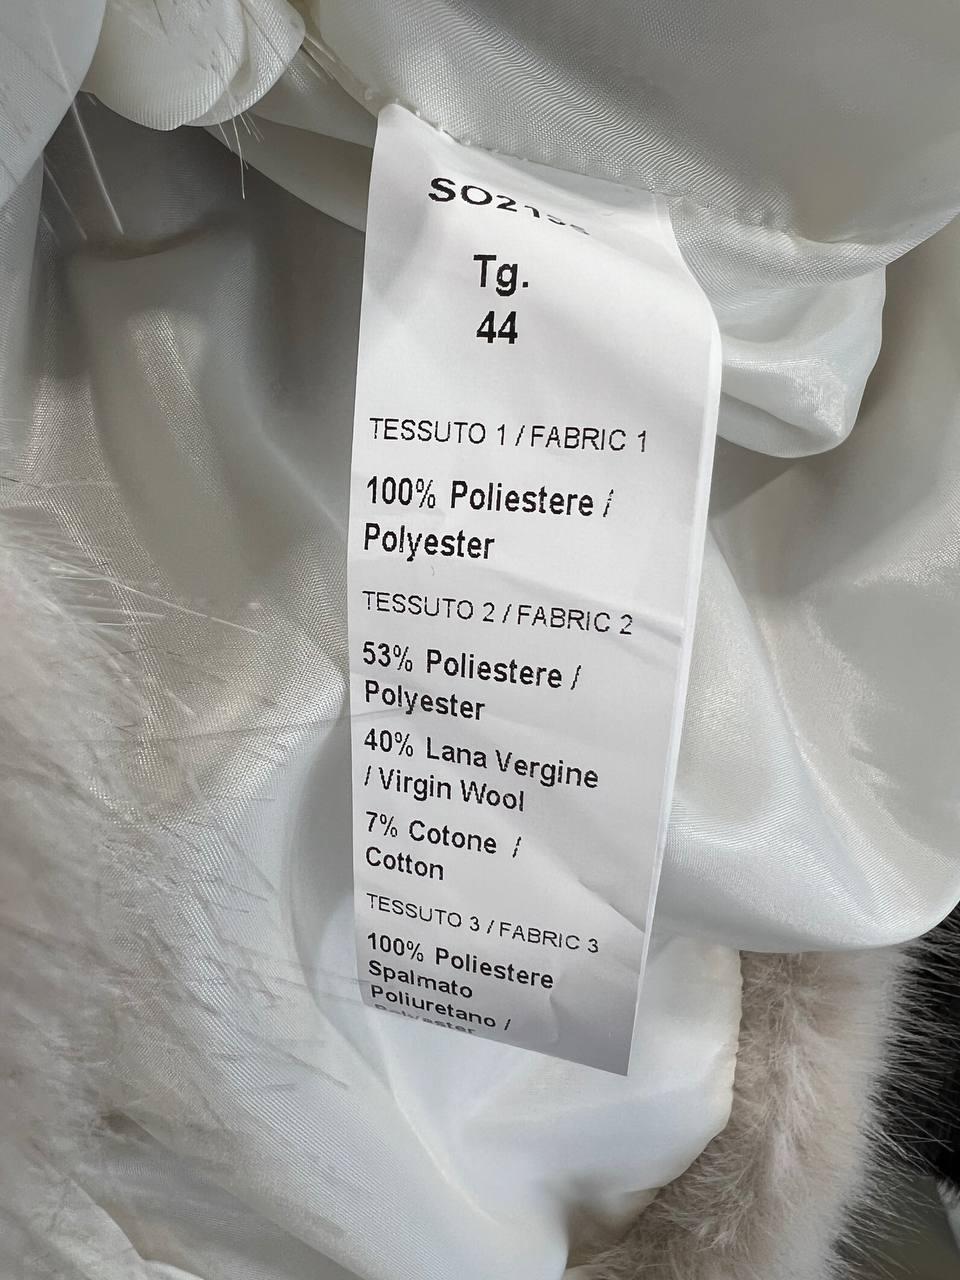 Tg.
44
TESSUTO 1 / FABRIC 1
100% Poliestere /
Polyester
TESSUTO 2 / FABRIC 2
53% Poliestere /
Polyester
40% Lana Vergine
/ Virgin Wool
7% Cotone /
Cotton
TESSUTO 3 / FABRIC 3
100% Poliestere
Spalmato
Poliuretano /
Polyester